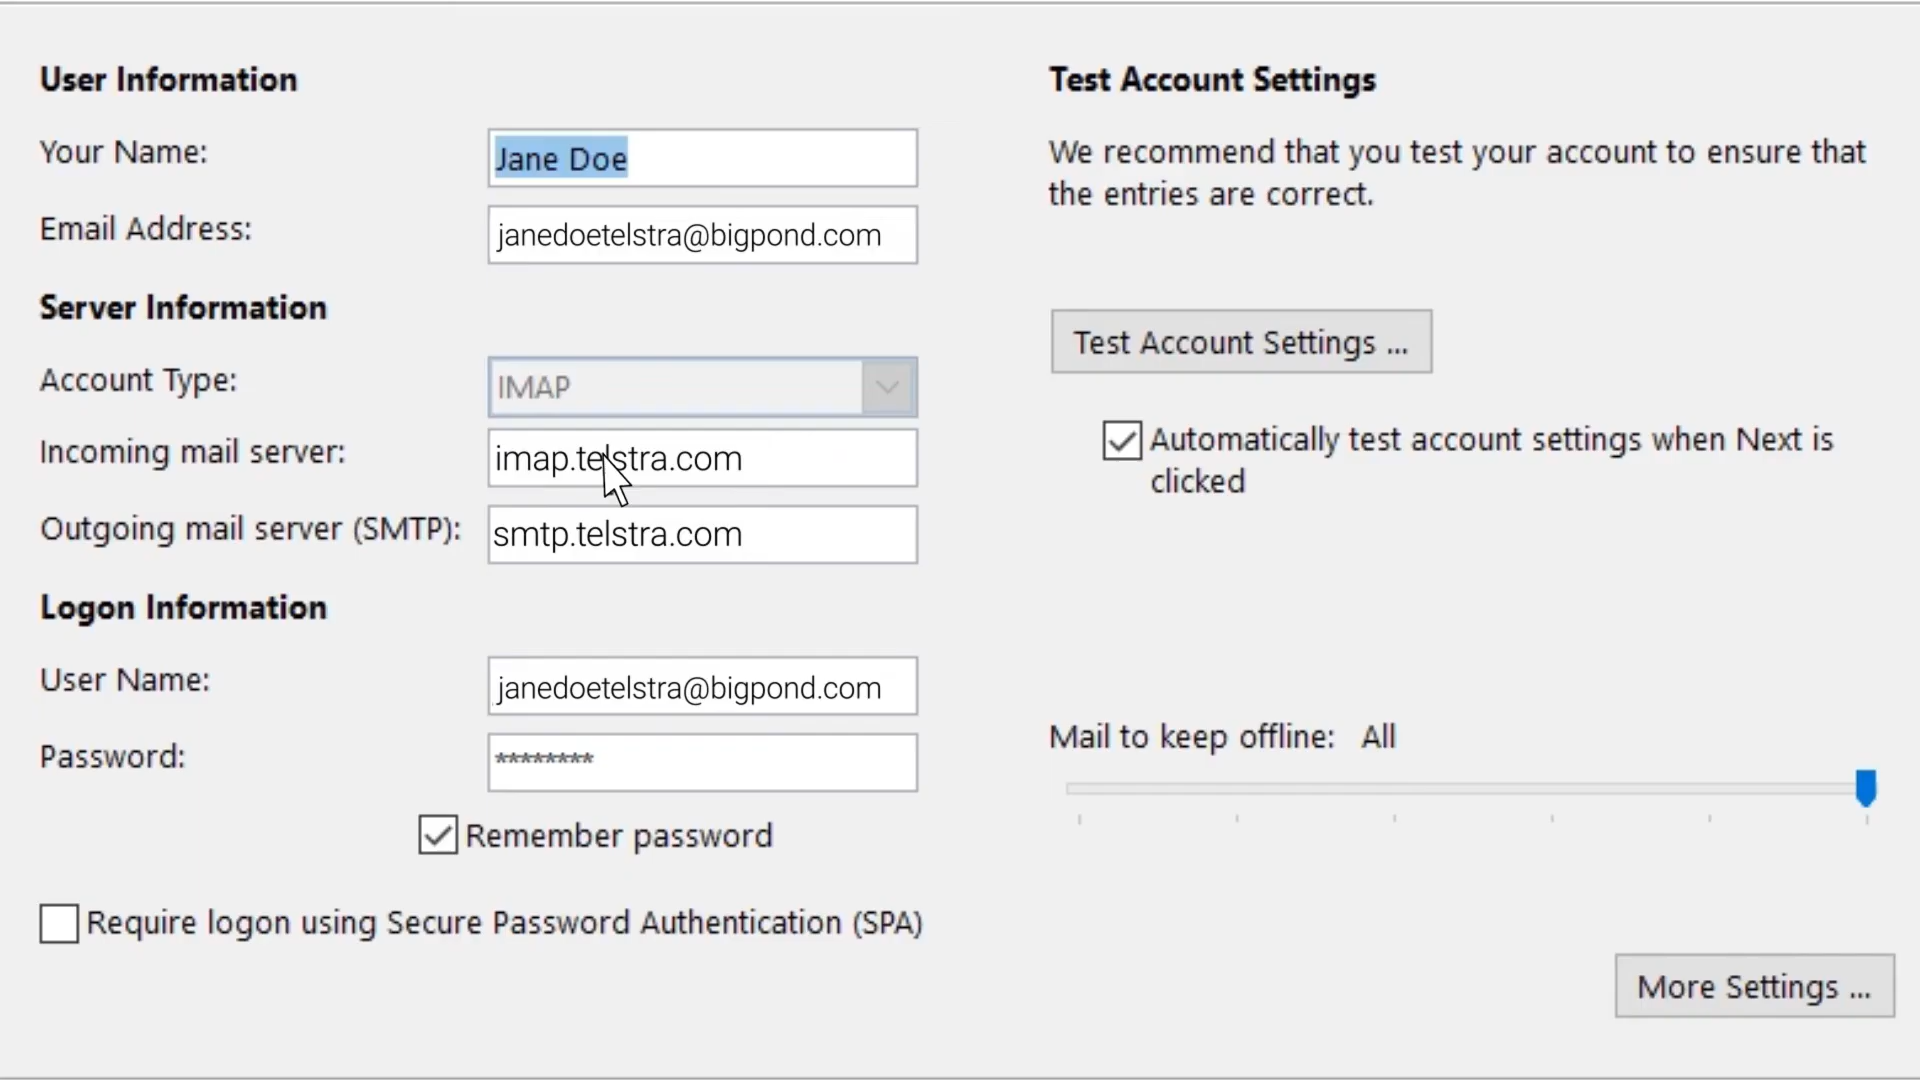 User Information
Your Name:
Jane Doe
Email Address:
janedoetelstra@bigpond.com
Server Information
Account Type:
IMAP
Incoming mail server:
imap.telstra.com
Outgoing mail server (SMTP):
smtp.telstra.com
Logon Information
User Name:
janedoetelstra@bigpond.com
Password:
********
Remember password
Require logon using Secure Password Authentication (SPA)
Test Account Settings
We recommend that you test your account to ensure that
the entries are correct.
Test Account Settings ...
Automatically test account settings when Next is
clicked
Mail to keep offline: All
More Settings ...